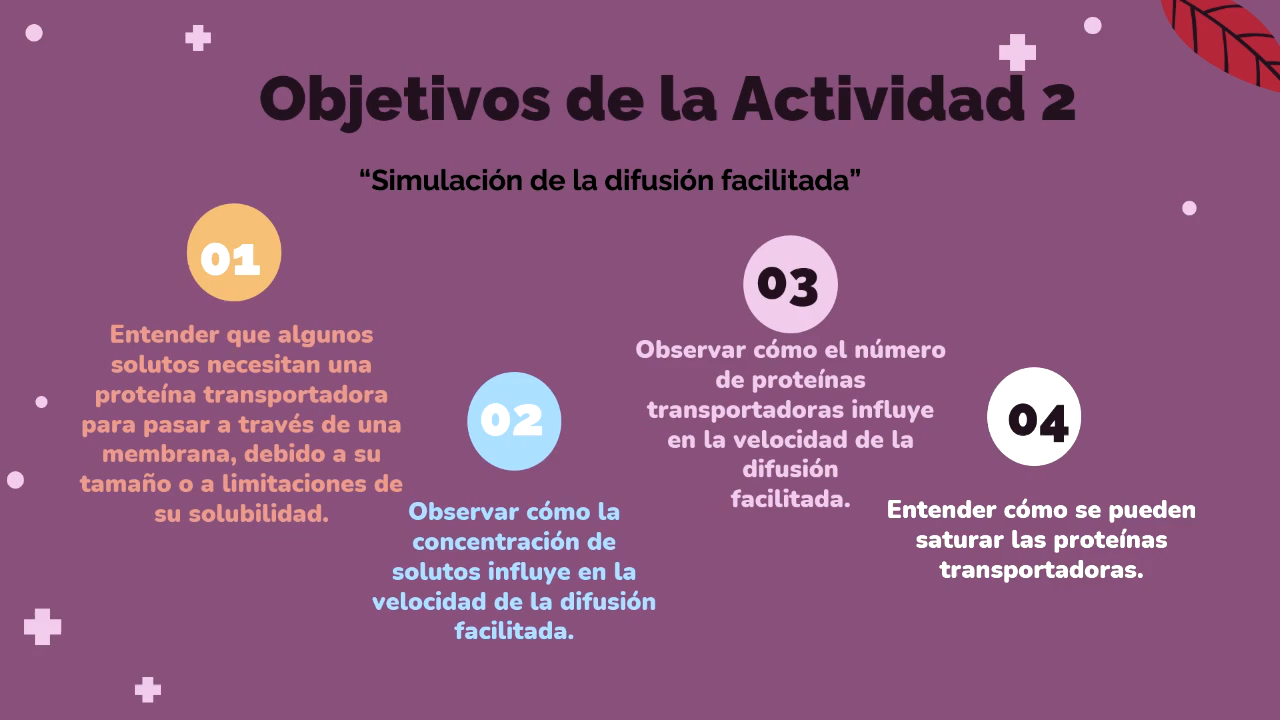 Objetivos de la Actividad 2
“Simulación de la difusión facilitada”
01
Entender que algunos
solutos necesitan una
proteína transportadora
para pasar a través de una
membrana, debido a su
tamaño o a limitaciones de
su solubilidad.
02
Observar cómo la
concentración de
solutos influye en la
velocidad de la difusión
facilitada.
03
Observar cómo el número
de proteínas
transportadoras influye
en la velocidad de la
difusión
facilitada.
04
Entender cómo se pueden
saturar las proteínas
transportadoras.